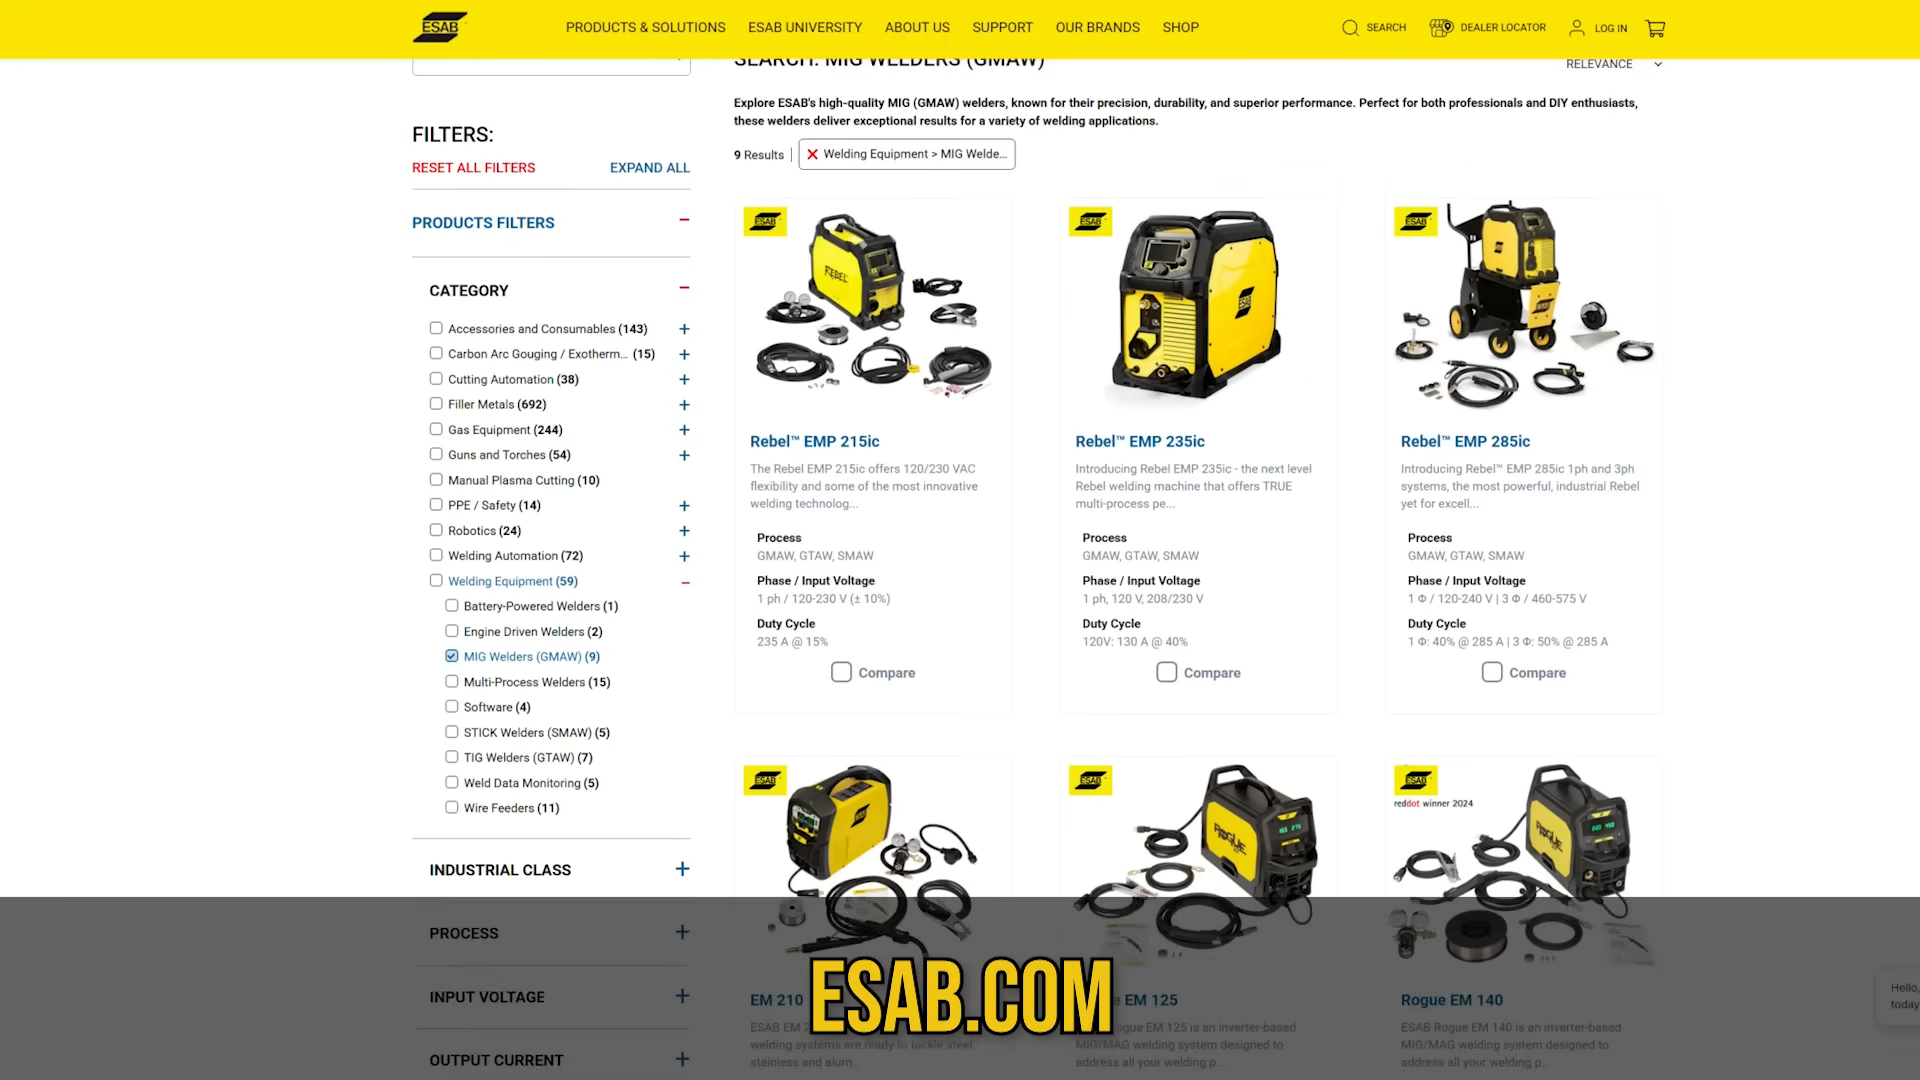 ESAB
PRODUCTS & SOLUTIONS
ESAB UNIVERSITY
ABOUT US
SUPPORT
OUR BRANDS
SHOP
SEARCH
DEALER LOCATOR
LOG IN
SEARCH: MIG WELDERS (GMAW)
RELEVANCE
Explore ESAB's high-quality MIG (GMAW) welders, known for their precision, durability, and superior performance. Perfect for both professionals and DIY enthusiasts,
these welders deliver exceptional results for a variety of welding applications.
9 Results
Welding Equipment > MIG Welde...
FILTERS:
RESET ALL FILTERS
EXPAND ALL
PRODUCTS FILTERS
CATEGORY
Accessories and Consumables (143)
Carbon Arc Gouging / Exotherm... (15)
Cutting Automation (38)
Filler Metals (692)
Gas Equipment (244)
Guns and Torches (54)
Manual Plasma Cutting (10)
PPE / Safety (14)
Robotics (24)
Welding Automation (72)
Welding Equipment (59)
Battery-Powered Welders (1)
Engine Driven Welders (2)
MIG Welders (GMAW) (9)
Multi-Process Welders (15)
Software (4)
STICK Welders (SMAW) (5)
TIG Welders (GTAW) (7)
Weld Data Monitoring (5)
Wire Feeders (11)
INDUSTRIAL CLASS
PROCESS
INPUT VOLTAGE
OUTPUT CURRENT
ESAB
REBEL
Rebel™ EMP 215ic
The Rebel EMP 215ic offers 120/230 VAC
flexibility and some of the most innovative
welding technolog...
Process
GMAW, GTAW, SMAW
Phase / Input Voltage
1 ph / 120-230 V (± 10%)
Duty Cycle
235 A @ 15%
Compare
ESAB
ESAB
Rebel™ EMP 235ic
Introducing Rebel EMP 235ic - the next level
Rebel welding machine that offers TRUE
multi-process pe...
Process
GMAW, GTAW, SMAW
Phase / Input Voltage
1 ph, 120 V, 208/230 V
Duty Cycle
120V: 130 A @ 40%
Compare
ESAB
Rebel™ EMP 285ic
Introducing Rebel™ EMP 285ic 1ph and 3ph
systems, the most powerful, industrial Rebel
yet for excell...
Process
GMAW, GTAW, SMAW
Phase / Input Voltage
1 Φ / 120-240 V | 3 Φ / 460-575 V
Duty Cycle
1 Φ: 40% @ 285 A | 3 Φ: 50% @ 285 A
Compare
ESAB
ESAB
EM 210
ESAB EM 2
welding systems are ready to tackle steel,
stainless and alum...
ESAB
ROGUE
EM 125
ogue EM 125 is an inverter-based
MIG/MAG welding system designed to
address all your welding p...
ESAB
reddot winner 2024
ROGUE
Rogue EM 140
ESAB Rogue EM 140 is an inverter-based
MIG/MAG welding system designed to
address all your welding p...
Hello,
today
ESAB.COM